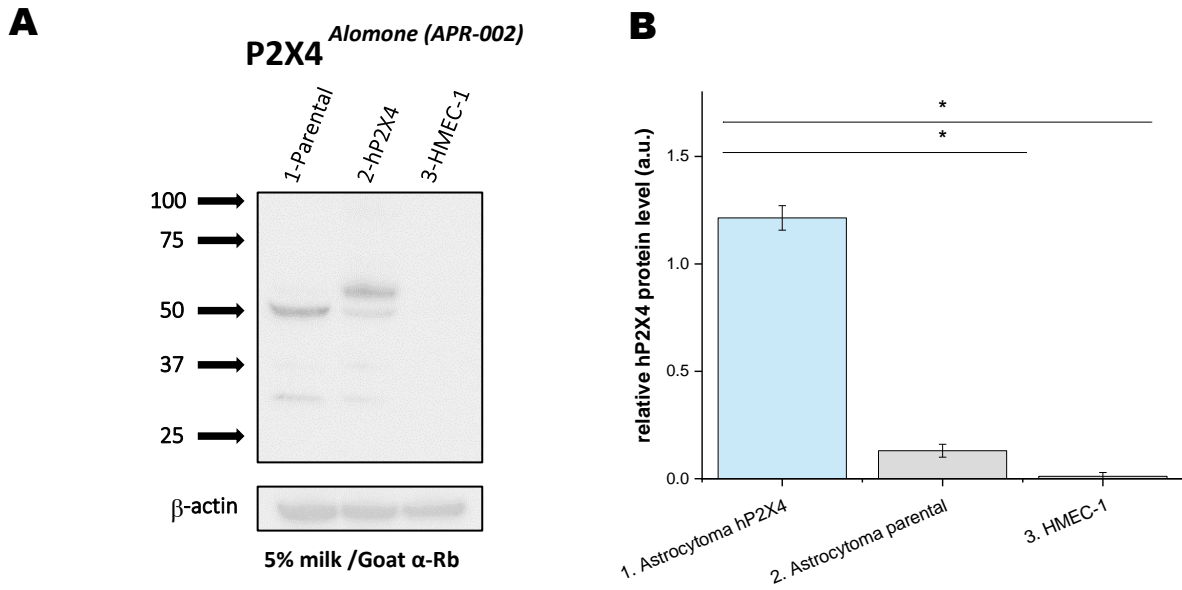 A
P2X4 Alomone (APR-002)
1-Parental
2-hP2X4
3-HMEC-1
100
75
50
37
25
β-actin
5% milk /Goat α-Rb
B
*
*
relative hP2X4 protein level (a.u.)
1.5
1.0
0.5
0.0
1. Astrocytoma hP2X4
2. Astrocytoma parental
3. HMEC-1